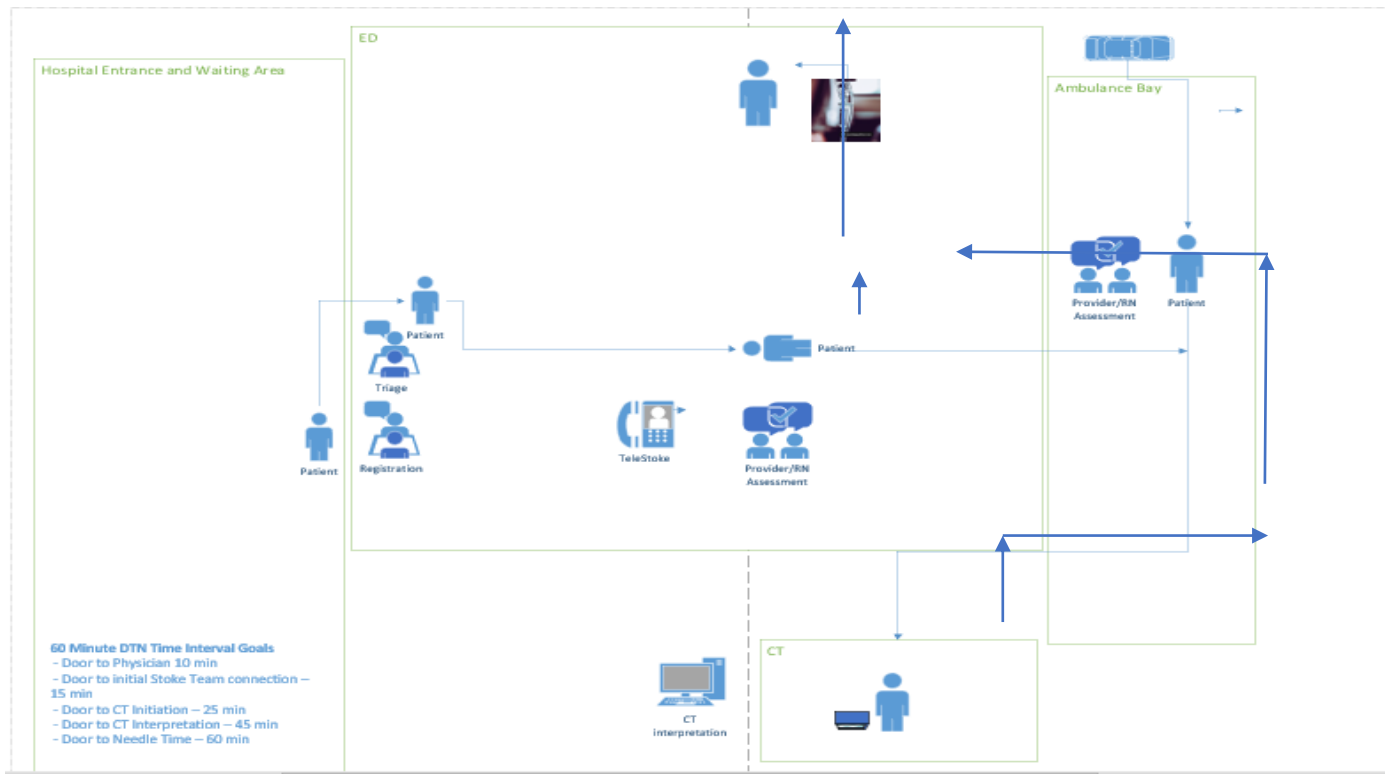 ED
Hospital Entrance and Waiting Area
Ambulance Bay
Provider/RN
Assessment
Patient
Patient
Patient
Triage
Patient
Registration
TeleStoke
Provider/RN
Assessment
60 Minute DTN Time Interval Goals
- Door to Physician 10 min
- Door to initial Stoke Team connection –
15 min
- Door to CT Initiation – 25 min
- Door to CT Interpretation – 45 min
- Door to Needle Time – 60 min
CT
interpretation
CT